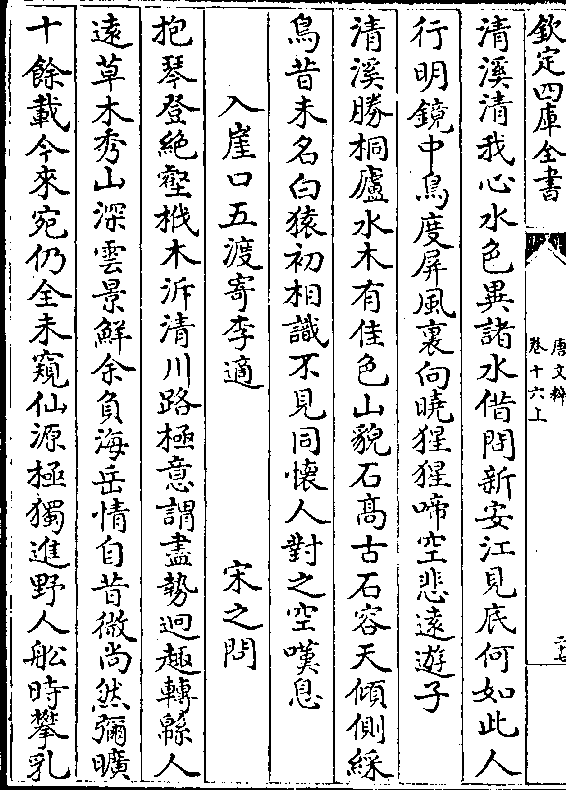 欽定四庫全書
唐文粹
卷十六上
清溪清我心水色異諸水借問新安江見底何如此人
行明鏡中鳥度屏風裏向曉猩猩啼空悲遠遊子
清溪勝桐廬水木有佳色山貌石髙古石容天傾側綵
鳥昔未名白猿初相識不見同懷人對之空嘆息
入崖口五渡寄李適
宋之問
抱琴登絶壑栰木泝清川路極意謂盡勢迴趣轉緜人
逺草木秀山深雲景鮮余負海岳情自昔微尚然彌曠
十餘載今來宛仍全未窺仙源極獨進野人舩時攀乳